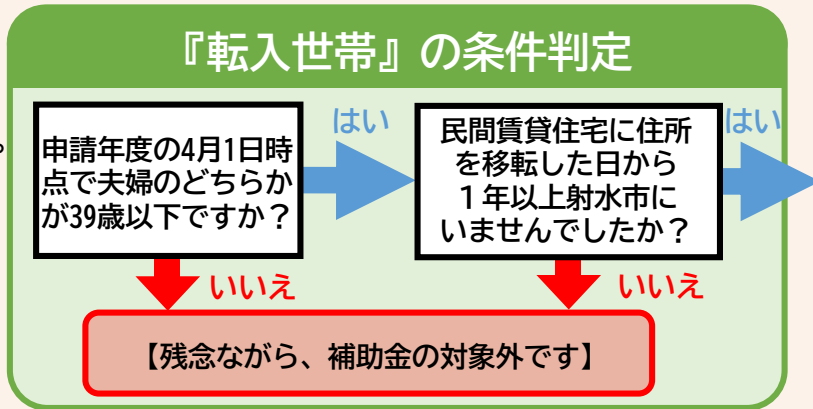 『転入世帯』の条件判定
。
申請年度の4月1日時
点で夫婦のどちらか
が39歳以下ですか？
はい
民間賃貸住宅に住所
を移転した日から
１年以上射水市に
いませんでしたか？
はい
いいえ
いいえ
【残念ながら、補助金の対象外です】